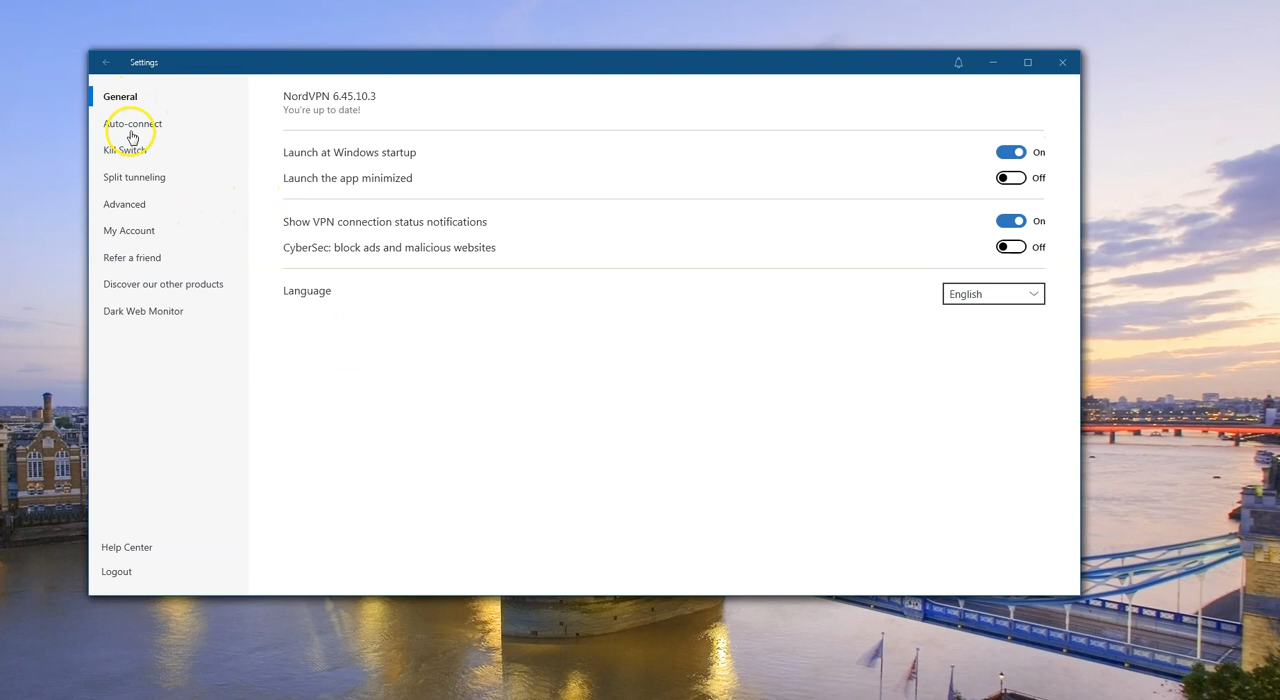 Settings
General
Auto-connect
Kill Switch
Split tunneling
Advanced
My Account
Refer a friend
Discover our other products
Dark Web Monitor
Help Center
Logout
NordVPN 6.45.10.3
You're up to date!
Launch at Windows startup On
Launch the app minimized Off
Show VPN connection status notifications On
CyberSec: block ads and malicious websites Off
Language English